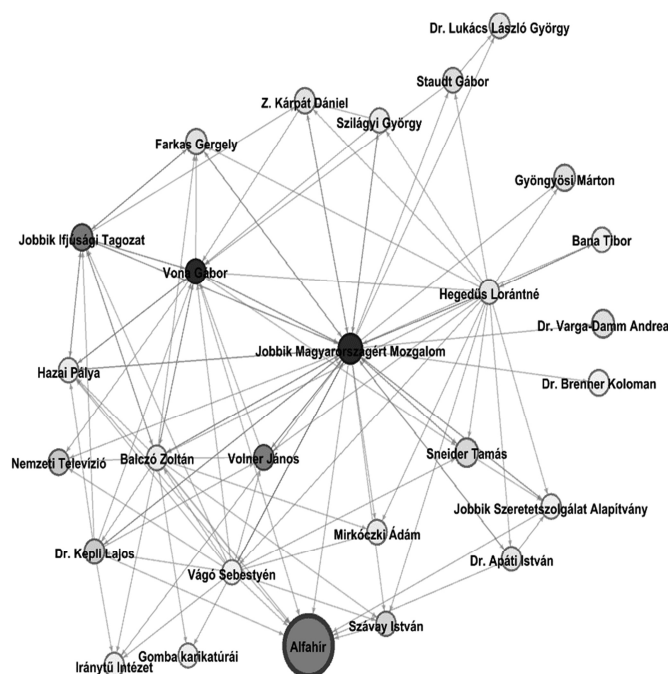 Dr. Lukács László György
Staudt Gábor
Z. Kárpát Dániel
Szilágyi György
Farkas Gergely
Gyöngyösi Márton
Jobbik Ifjúsági Tagozat
Bana Tibor
Vona Gábor
Hegedűs Lorántné
Dr. Varga-Damm Andrea
Jobbik Magyarországért Mozgalom
Hazai Pálya
Dr. Brenner Koloman
Nemzeti Televízió
Balczó Zoltán
Volner János
Sneider Tamás
Jobbik Szeretetszolgálat Alapítvány
Mirkóczki Ádám
Dr. Kepli Lajos
Dr. Apáti István
Vágó Sebestyén
Szávay István
Alfahír
Gomba karikatúrái
Iránytű Intézet